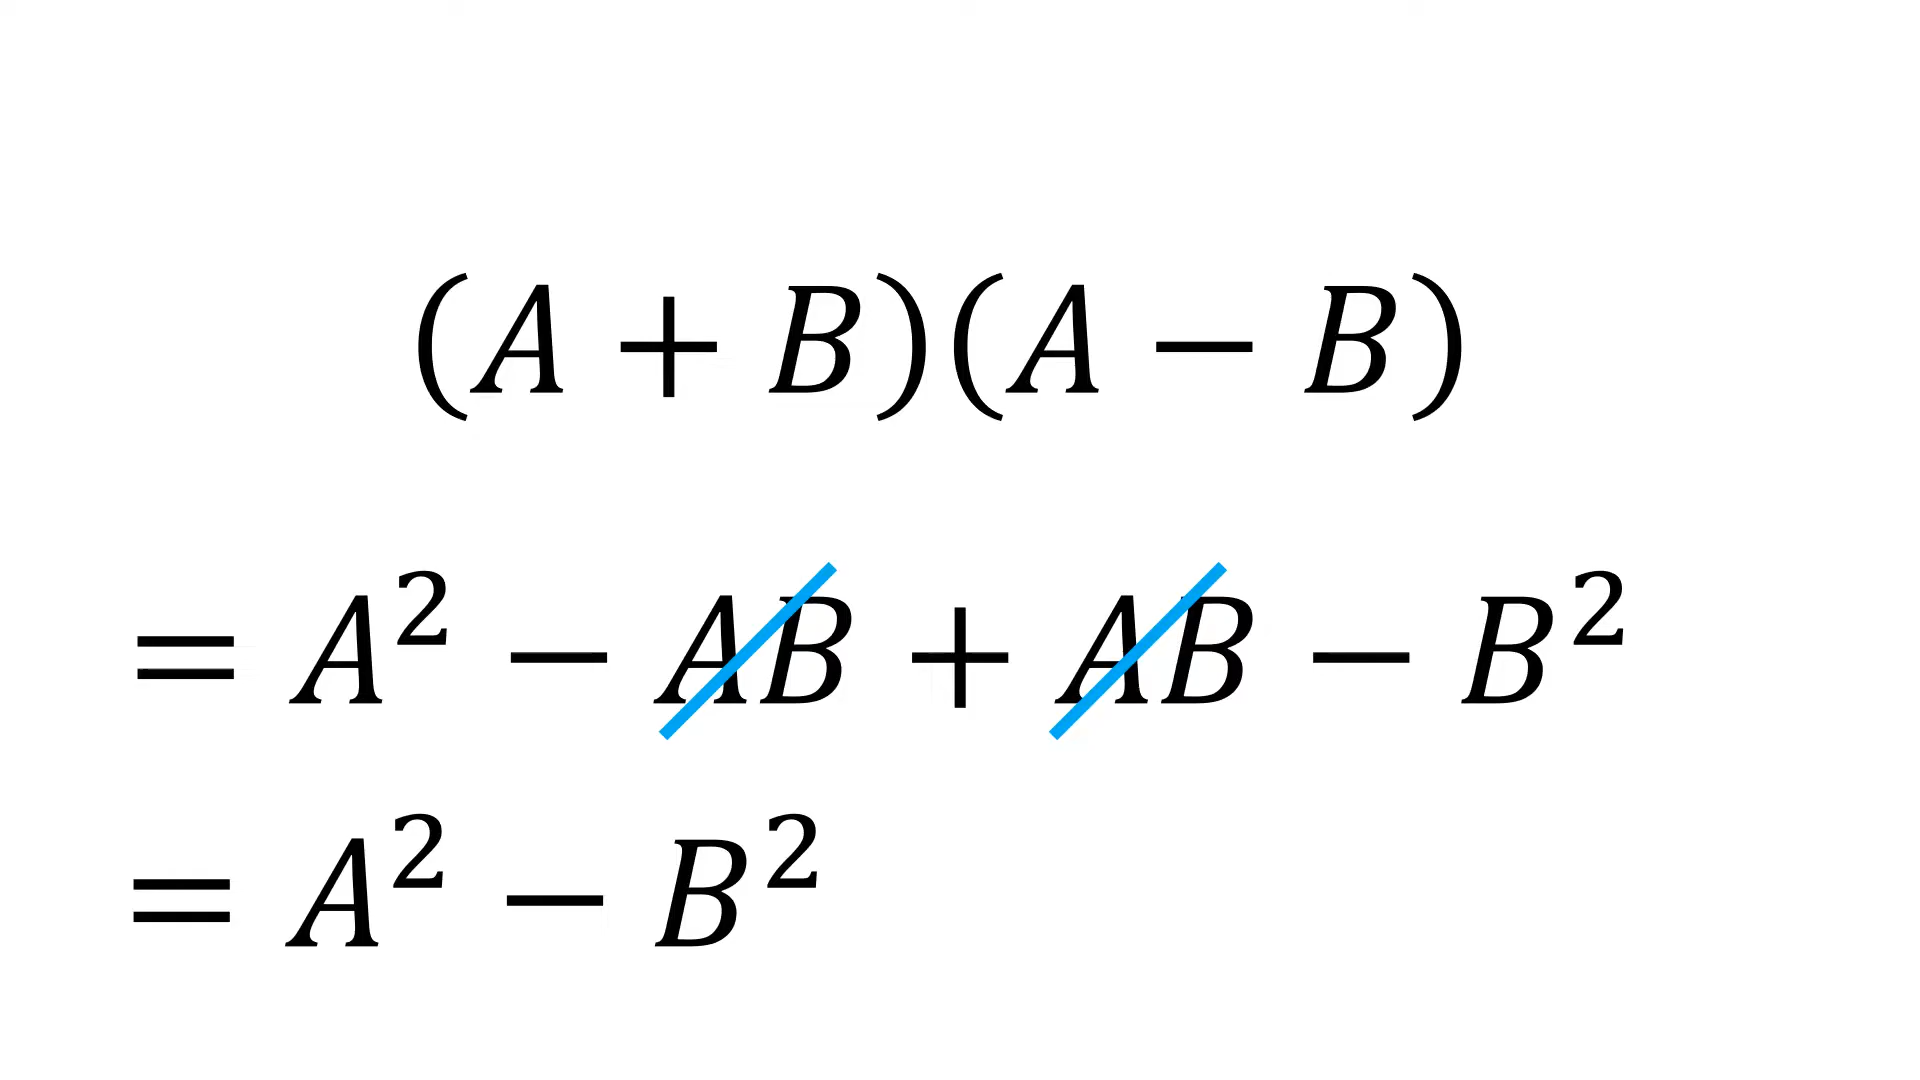 (A + B)(A − B)
= A² − AB + AB − B²
= A² − B²